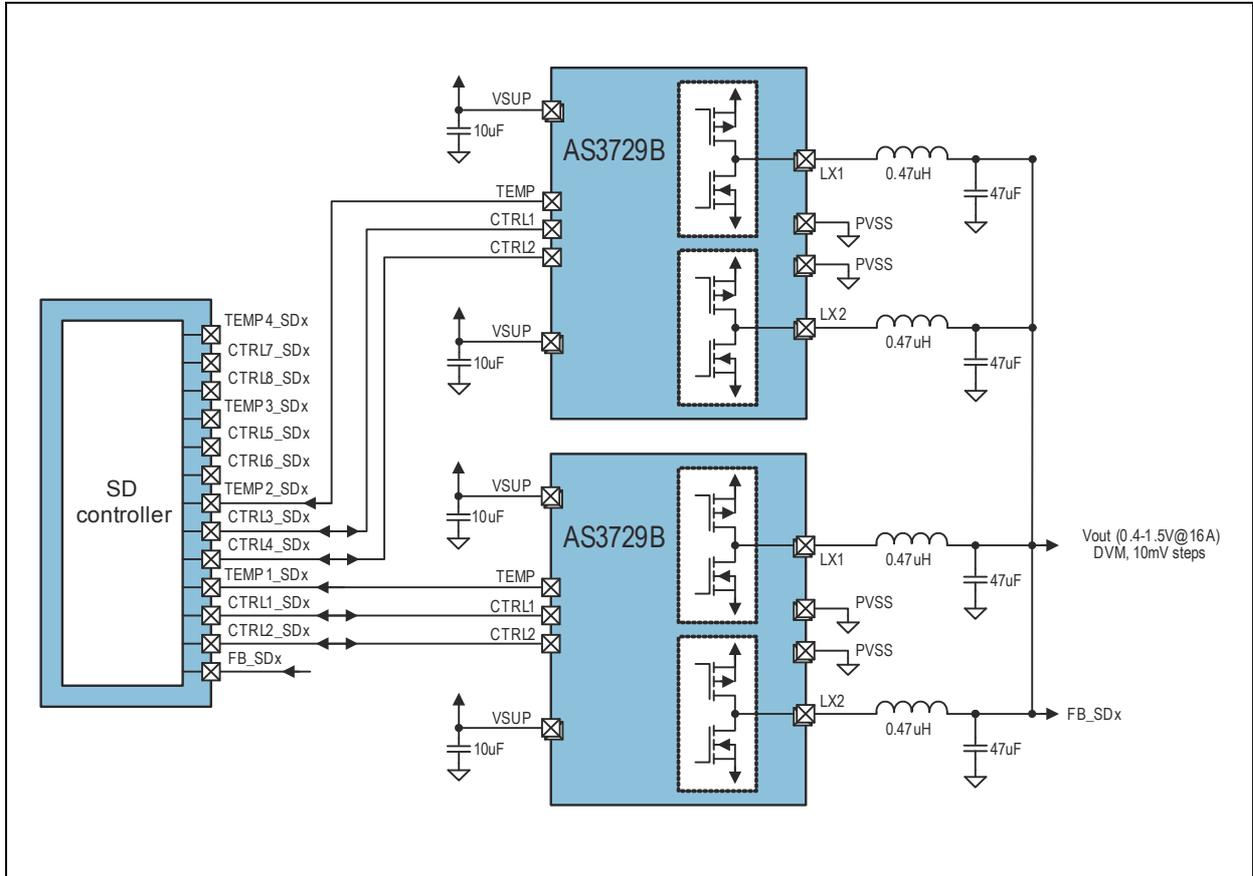 VSUP
10uF
AS3729B
TEMP
CTRL1
CTRL2
VSUP
10uF
LX1
0.47uH
47uF
PVSS
PVSS
LX2
0.47uH
47uF
SD
controller
TEMP4_SDx
CTRL7_SDx
CTRL8_SDx
TEMP3_SDx
CTRL5_SDx
CTRL6_SDx
TEMP2_SDx
CTRL3_SDx
CTRL4_SDx
TEMP1_SDx
CTRL1_SDx
CTRL2_SDx
FB_SDx
VSUP
10uF
AS3729B
TEMP
CTRL1
CTRL2
VSUP
10uF
LX1
0.47uH
47uF
PVSS
PVSS
LX2
0.47uH
47uF
Vout (0.4-1.5V@16A)
DVM, 10mV steps
FB_SDx